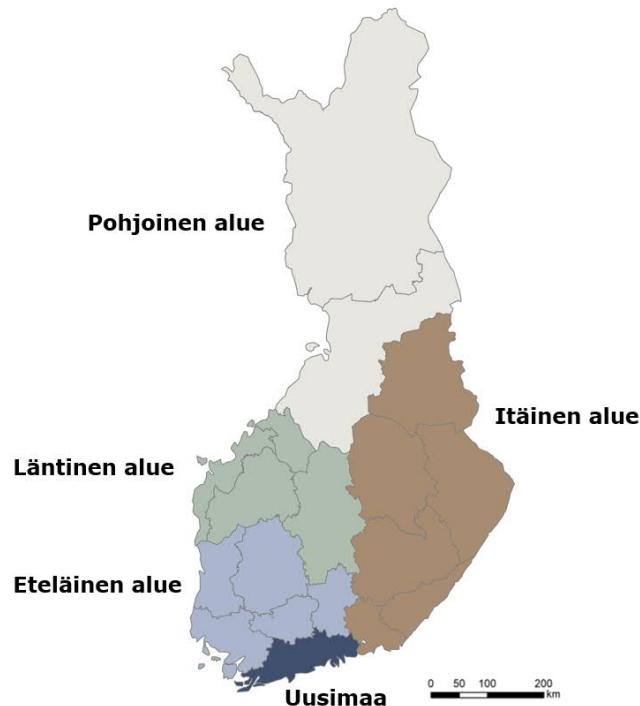 Pohjoinen alue
Itäinen alue
Läntinen alue
Eteläinen alue
Uusimaa
0 50 100 200
km